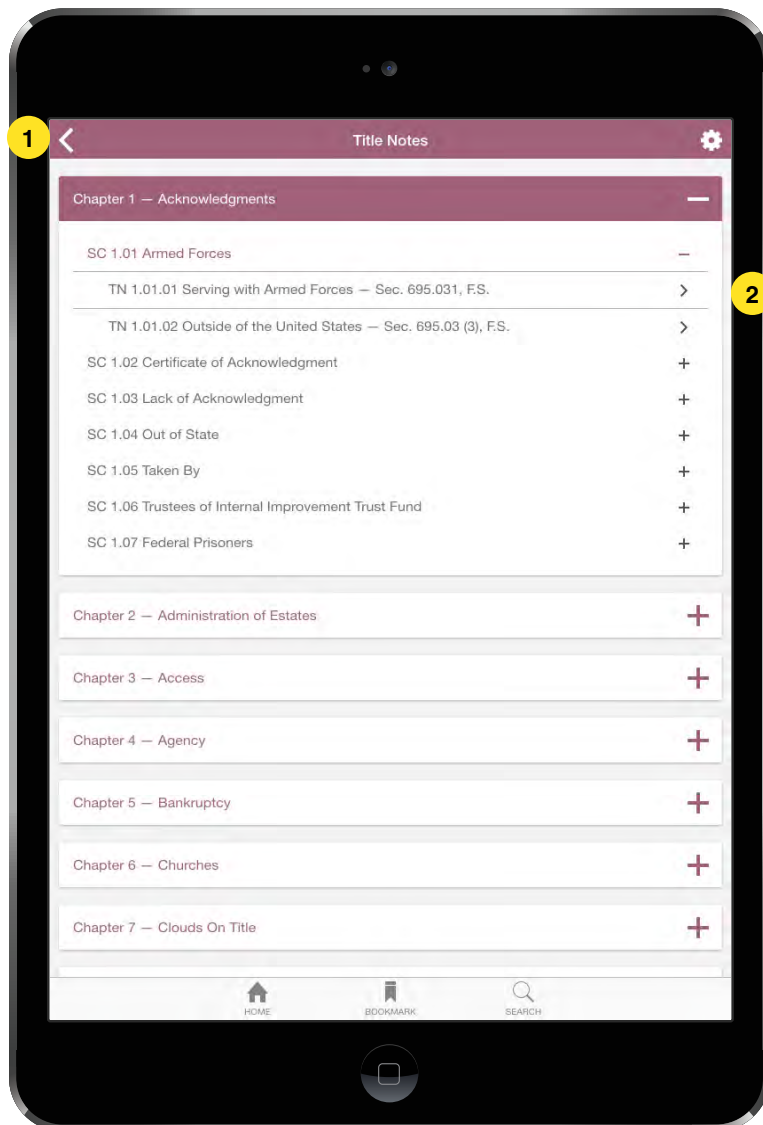 1
Title Notes
Chapter 1 — Acknowledgments
SC 1.01 Armed Forces
TN 1.01.01 Serving with Armed Forces — Sec. 695.031, F.S.
2
TN 1.01.02 Outside of the United States — Sec. 695.03 (3), F.S.
SC 1.02 Certificate of Acknowledgment
SC 1.03 Lack of Acknowledgment
SC 1.04 Out of State
SC 1.05 Taken By
SC 1.06 Trustees of Internal Improvement Trust Fund
SC 1.07 Federal Prisoners
Chapter 2 — Administration of Estates
Chapter 3 — Access
Chapter 4 — Agency
Chapter 5 — Bankruptcy
Chapter 6 — Churches
Chapter 7 — Clouds On Title
HOME BOOKMARK SEARCH